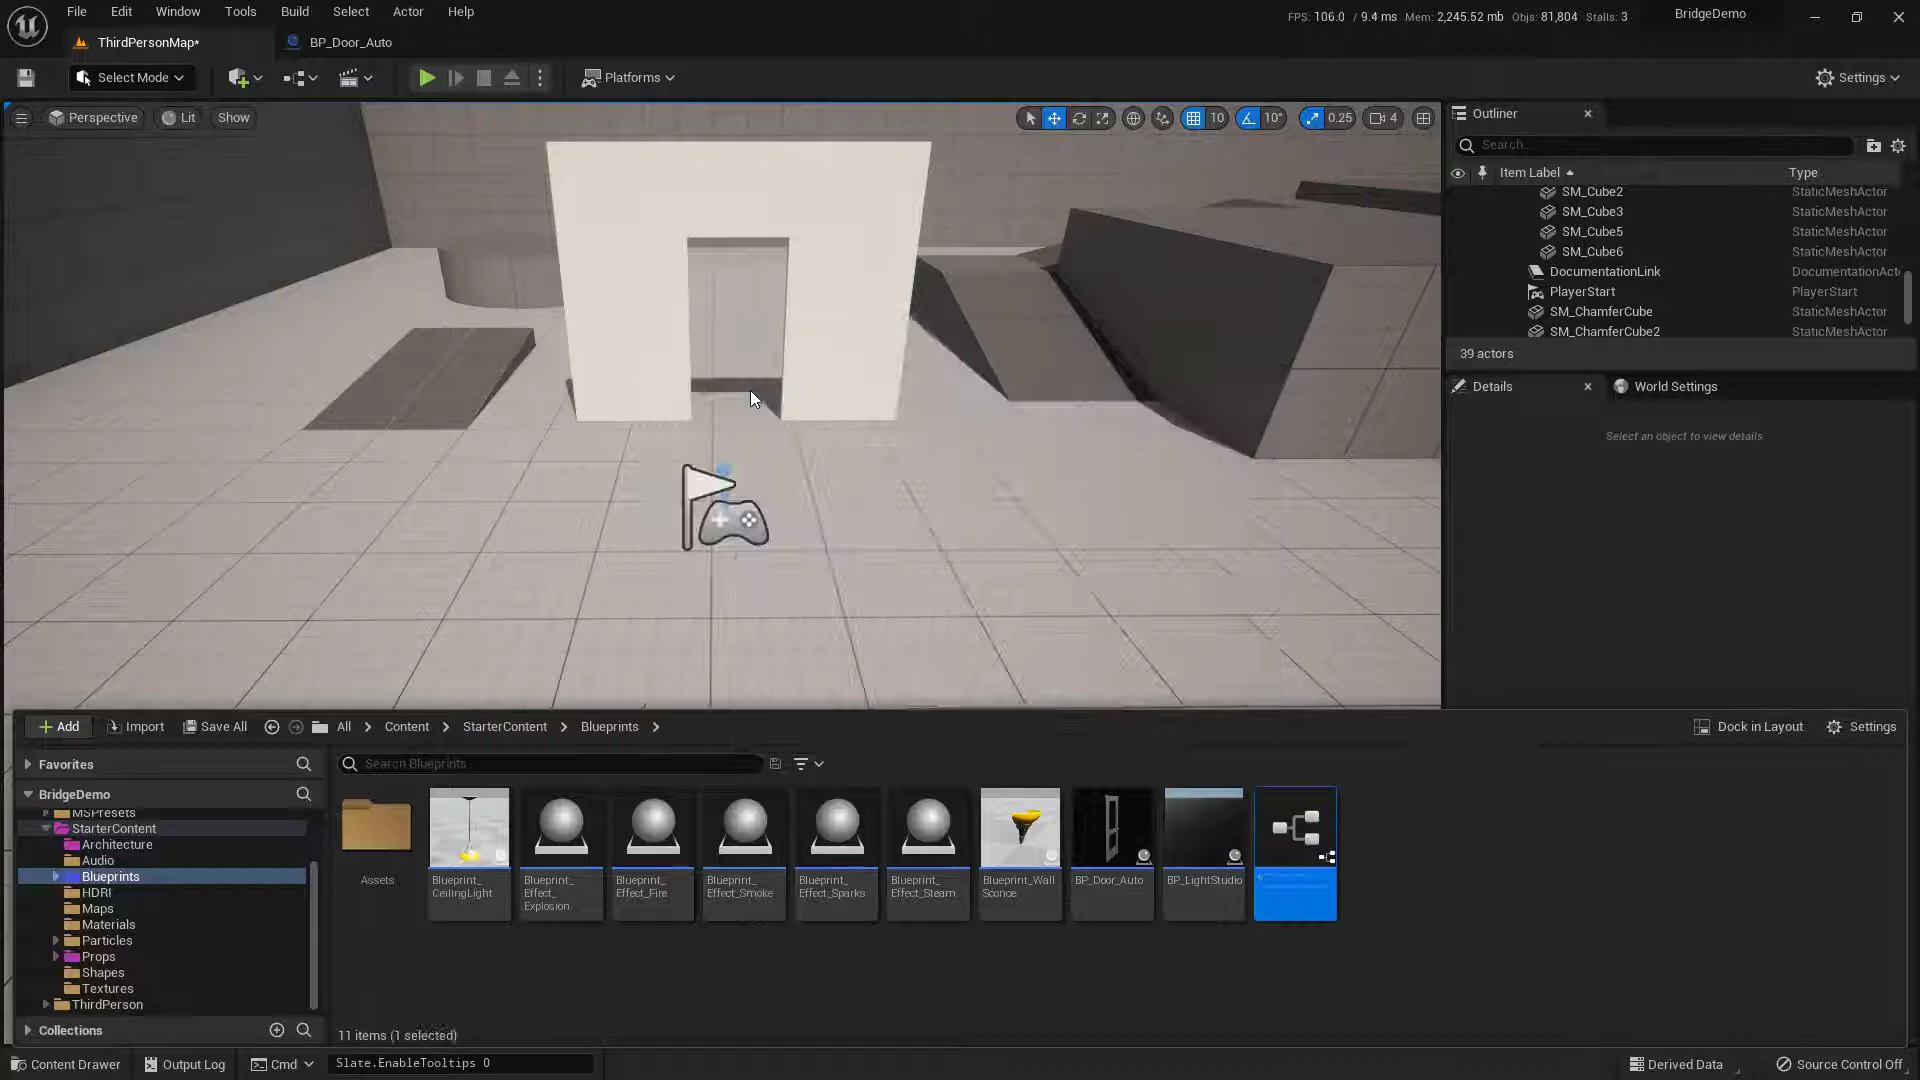 File Edit Window Tools Build Select Actor Help
FPS: 106.0 / 9.4 ms Mem: 2,245.52 mb Objs: 81,804 Stalls: 3
BridgeDemo
ThirdPersonMap*
BP_Door_Auto
Select Mode
Platforms
Settings
Perspective Lit Show
10 10° 0.25 4
Outliner
Search...
Item Label Type
SM_Cube2 StaticMeshActor
SM_Cube3 StaticMeshActor
SM_Cube5 StaticMeshActor
SM_Cube6 StaticMeshActor
DocumentationLink DocumentationActo
PlayerStart PlayerStart
SM_ChamferCube StaticMeshActor
SM_ChamferCube2 StaticMeshActor
39 actors
Details
World Settings
Select an object to view details.
Add Import Save All All Content StarterContent Blueprints
Dock in Layout Settings
Favorites
BridgeDemo
MSPresets
StarterContent
Architecture
Audio
Blueprints
HDRI
Maps
Materials
Particles
Props
Shapes
Textures
ThirdPerson
Collections
Search Blueprints
Assets
Blueprint_
CeilingLight
Blueprint_
Effect_
Explosion
Blueprint_
Effect_Fire
Blueprint_
Effect_Smoke
Blueprint_
Effect_Sparks
Blueprint_
Effect_Steam
Blueprint_Wall
Sconce
BP_Door_Auto
BP_LightStudio
11 items (1 selected)
Content Drawer Output Log Cmd Slate.EnableTooltips 0
Derived Data Source Control Off